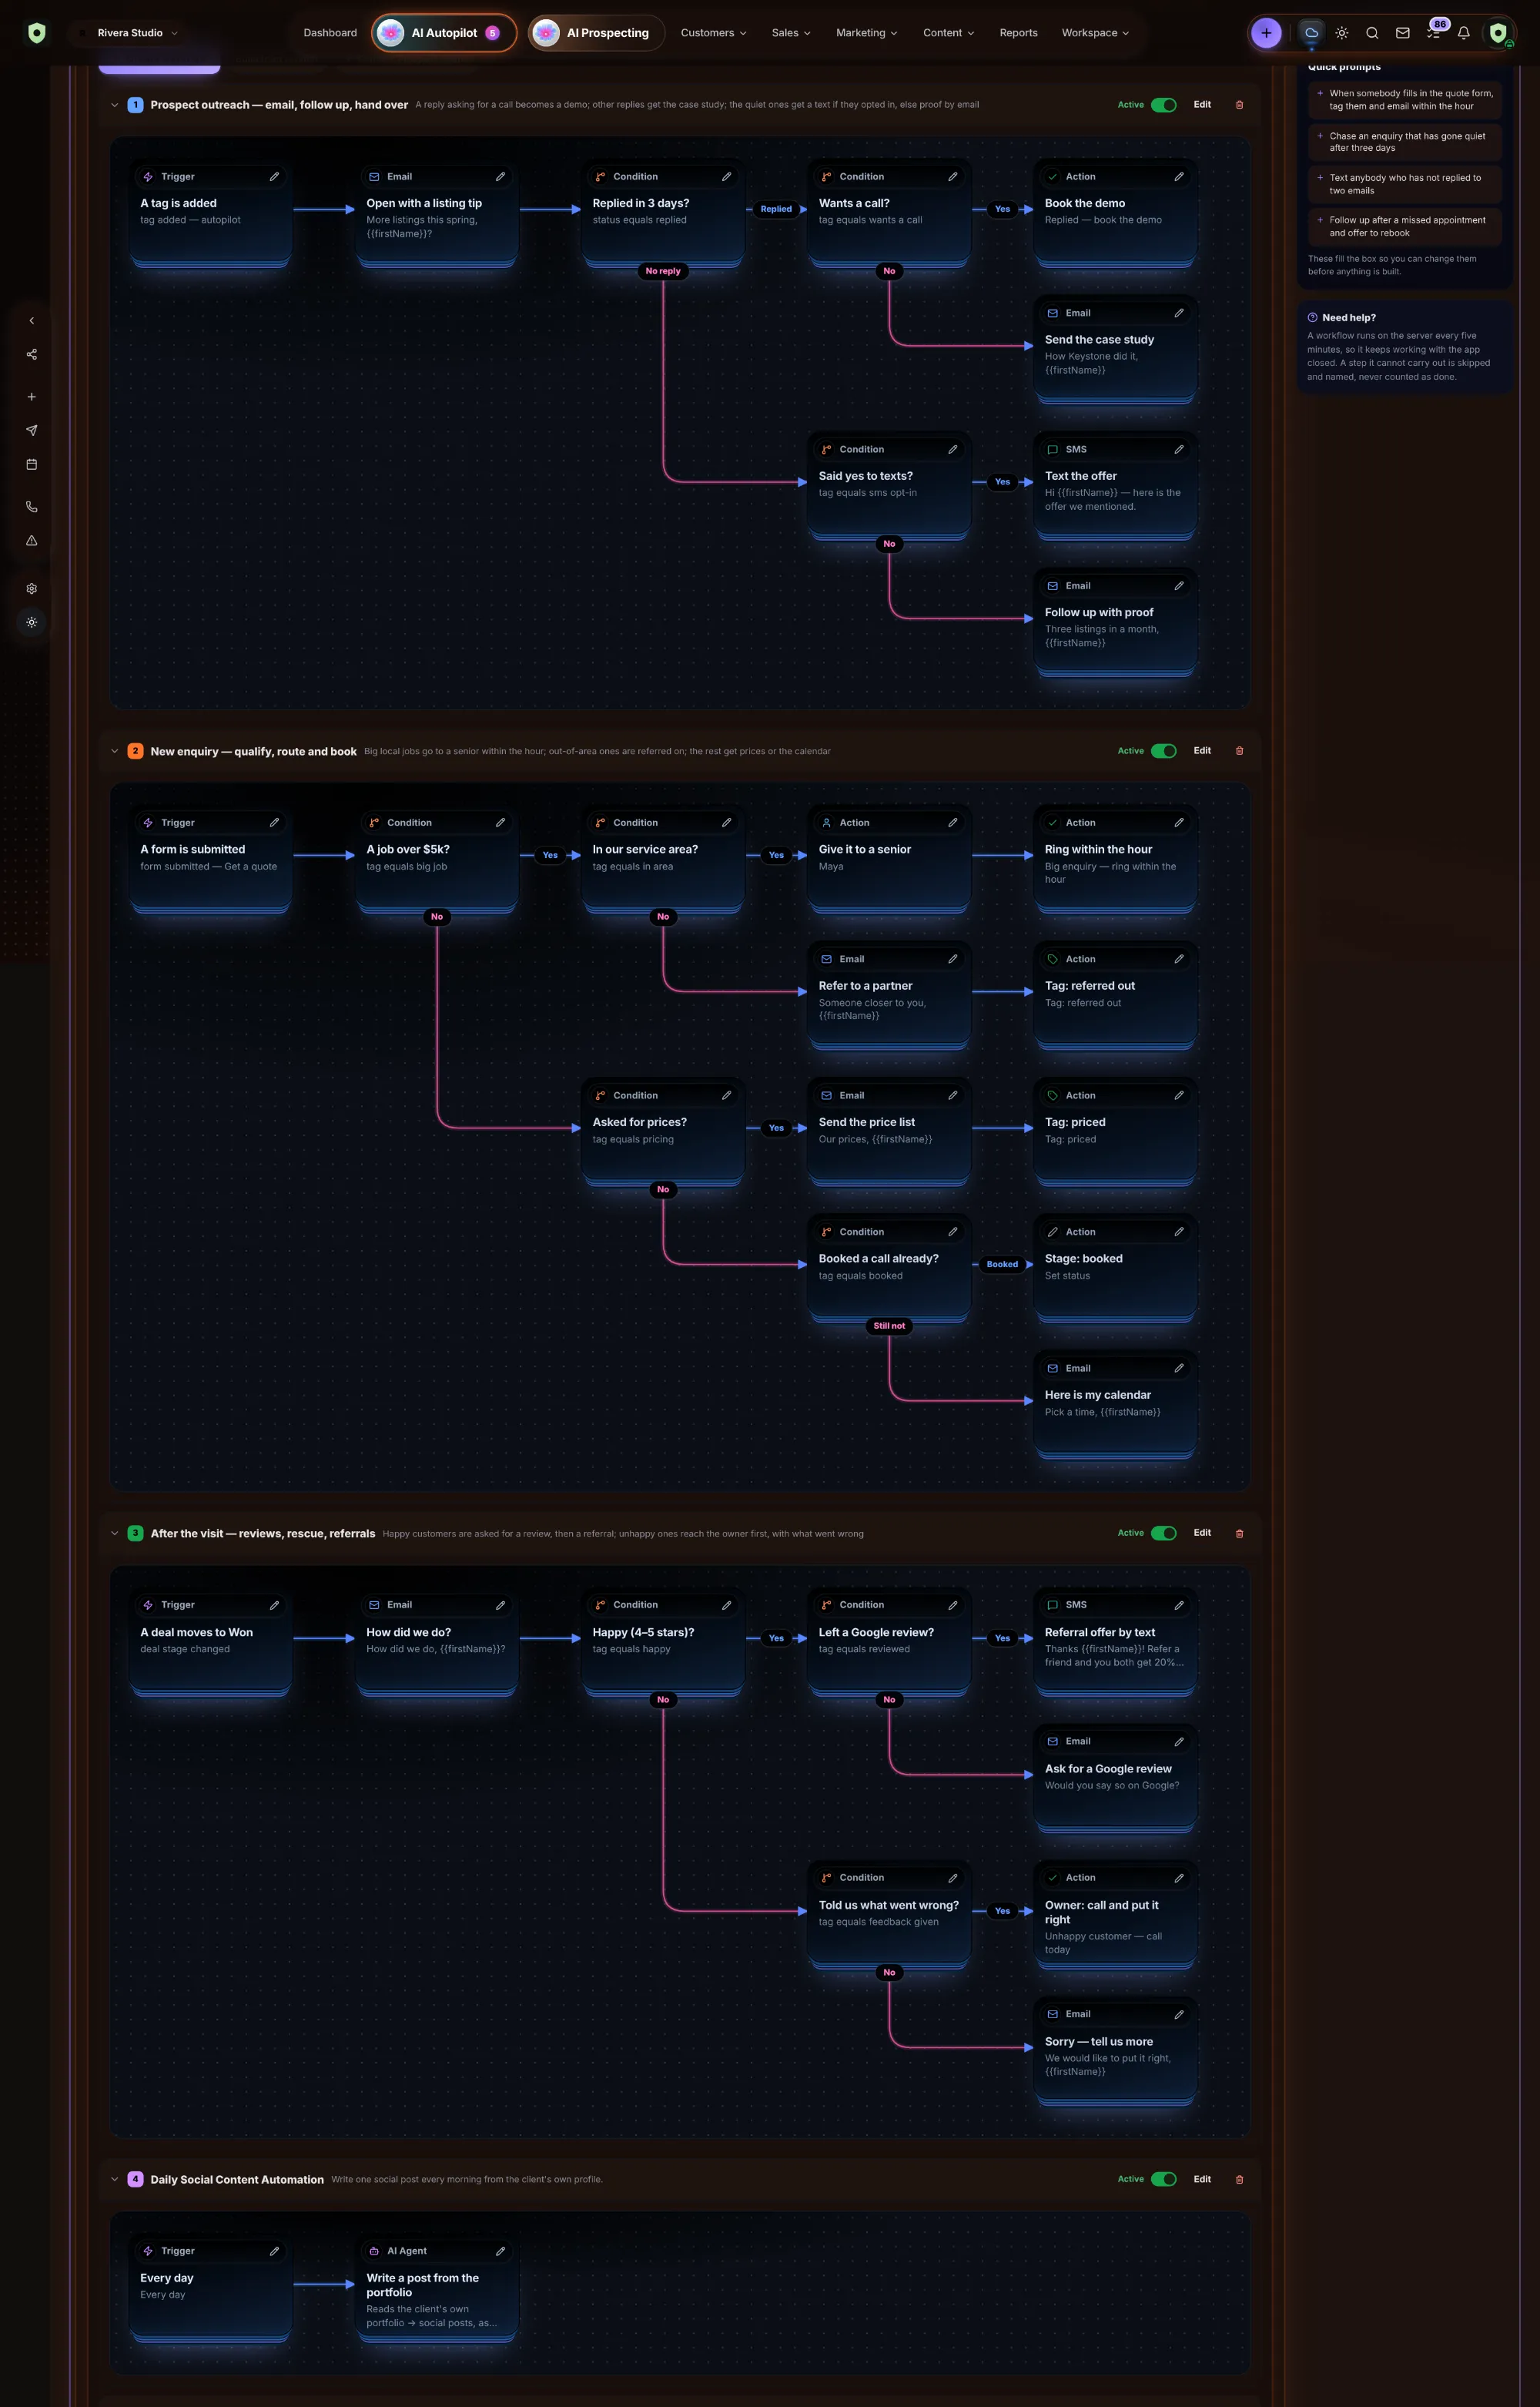 Rivera Studio
Dashboard
AI Autopilot 5
AI Prospecting
Customers
Sales
Marketing
Content
Reports
Workspace
86
Quick prompts
When somebody fills in the quote form,
tag them and email within the hour
Chase an enquiry that has gone quiet
after three days
Text anybody who has not replied to
two emails
Follow up after a missed appointment
and offer to rebook
These fill the box so you can change them
before anything is built.
Need help?
A workflow runs on the server every five
minutes, so it keeps working with the app
closed. A step it cannot carry out is skipped
and named, never counted as done.
1 Prospect outreach — email, follow up, hand over A reply asking for a call becomes a demo; other replies get the case study; the quiet ones get a text if they opted in, else proof by email
Active Edit
Trigger
A tag is added
tag added — autopilot
Email
Open with a listing tip
More listings this spring,
{{firstName}}?
Condition
Replied in 3 days?
status equals replied
Replied
Condition
Wants a call?
tag equals wants a call
Yes
Action
Book the demo
Replied — book the demo
No reply
No
Email
Send the case study
How Keystone did it,
{{firstName}}
Condition
Said yes to texts?
tag equals sms opt-in
Yes
SMS
Text the offer
Hi {{firstName}} — here is the
offer we mentioned.
No
Email
Follow up with proof
Three listings in a month,
{{firstName}}
2 New enquiry — qualify, route and book Big local jobs go to a senior within the hour; out-of-area ones are referred on; the rest get prices or the calendar
Active Edit
Trigger
A form is submitted
form submitted — Get a quote
Condition
A job over $5k?
tag equals big job
Yes
Condition
In our service area?
tag equals in area
Yes
Action
Give it to a senior
Maya
Action
Ring within the hour
Big enquiry — ring within the
hour
No
No
Email
Refer to a partner
Someone closer to you,
{{firstName}}
Action
Tag: referred out
Tag: referred out
Condition
Asked for prices?
tag equals pricing
Yes
Email
Send the price list
Our prices, {{firstName}}
Action
Tag: priced
Tag: priced
No
Condition
Booked a call already?
tag equals booked
Booked
Action
Stage: booked
Set status
Still not
Email
Here is my calendar
Pick a time, {{firstName}}
3 After the visit — reviews, rescue, referrals Happy customers are asked for a review, then a referral; unhappy ones reach the owner first, with what went wrong
Active Edit
Trigger
A deal moves to Won
deal stage changed
Email
How did we do?
How did we do, {{firstName}}?
Condition
Happy (4–5 stars)?
tag equals happy
Yes
Condition
Left a Google review?
tag equals reviewed
Yes
SMS
Referral offer by text
Thanks {{firstName}}! Refer a
friend and you both get 20%...
No
No
Email
Ask for a Google review
Would you say so on Google?
Condition
Told us what went wrong?
tag equals feedback given
Yes
Action
Owner: call and put it
right
Unhappy customer — call
today
No
Email
Sorry — tell us more
We would like to put it right,
{{firstName}}
4 Daily Social Content Automation Write one social post every morning from the client's own profile.
Active Edit
Trigger
Every day
Every day
AI Agent
Write a post from the
portfolio
Reads the client's own
portfolio → social posts, as...